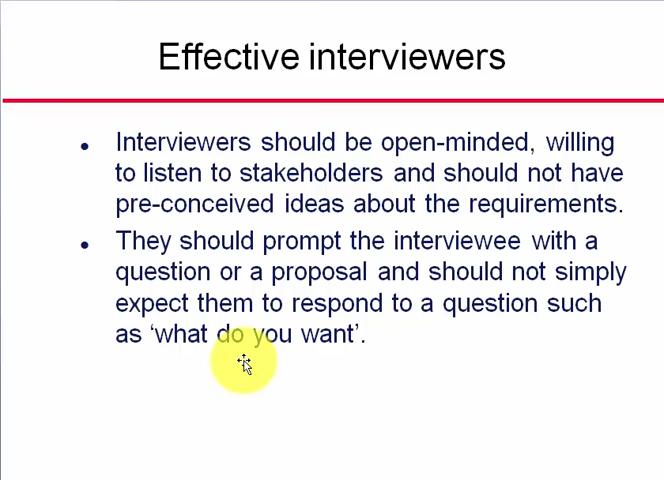 Effective interviewers
• Interviewers should be open-minded, willing
to listen to stakeholders and should not have
pre-conceived ideas about the requirements.
• They should prompt the interviewee with a
question or a proposal and should not simply
expect them to respond to a question such
as ‘what do you want’.